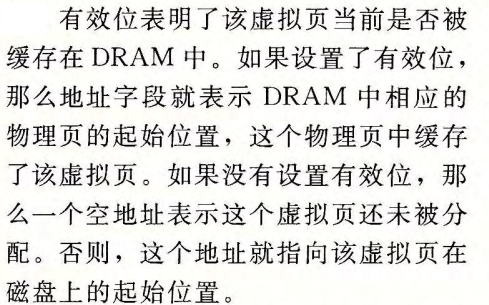 有效位表明了该虚拟页当前是否被
缓存在 DRAM 中。如果设置了有效位，
那么地址字段就表示 DRAM 中相应的
物理页的起始位置，这个物理页中缓存
了该虚拟页。如果没有设置有效位，那
么一个空地址表示这个虚拟页还未被分
配。否则，这个地址就指向该虚拟页在
磁盘上的起始位置。